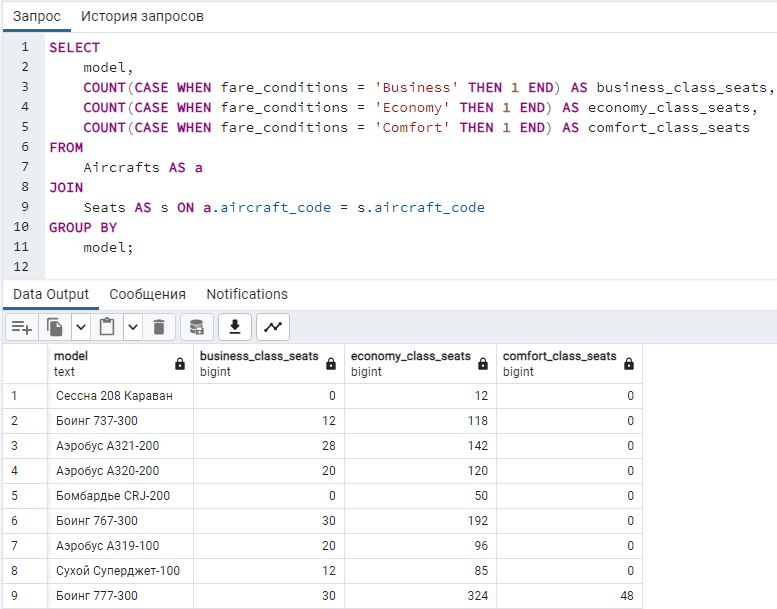 Запрос История запросов
1 SELECT
2 model,
3 COUNT(CASE WHEN fare_conditions = 'Business' THEN 1 END) AS business_class_seats,
4 COUNT(CASE WHEN fare_conditions = 'Economy' THEN 1 END) AS economy_class_seats,
5 COUNT(CASE WHEN fare_conditions = 'Comfort' THEN 1 END) AS comfort_class_seats
6 FROM
7 Aircrafts AS a
8 JOIN
9 Seats AS s ON a.aircraft_code = s.aircraft_code
10 GROUP BY
11 model;
12
Data Output Сообщения Notifications
model business_class_seats economy_class_seats comfort_class_seats
text bigint bigint bigint
1 Сессна 208 Караван 0 12 0
2 Боинг 737-300 12 118 0
3 Аэробус A321-200 28 142 0
4 Аэробус A320-200 20 120 0
5 Бомбардье CRJ-200 0 50 0
6 Боинг 767-300 30 192 0
7 Аэробус A319-100 20 96 0
8 Сухой Суперджет-100 12 85 0
9 Боинг 777-300 30 324 48